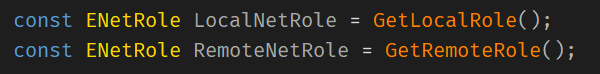 const ENetRole LocalNetRole = GetLocalRole();
const ENetRole RemoteNetRole = GetRemoteRole();